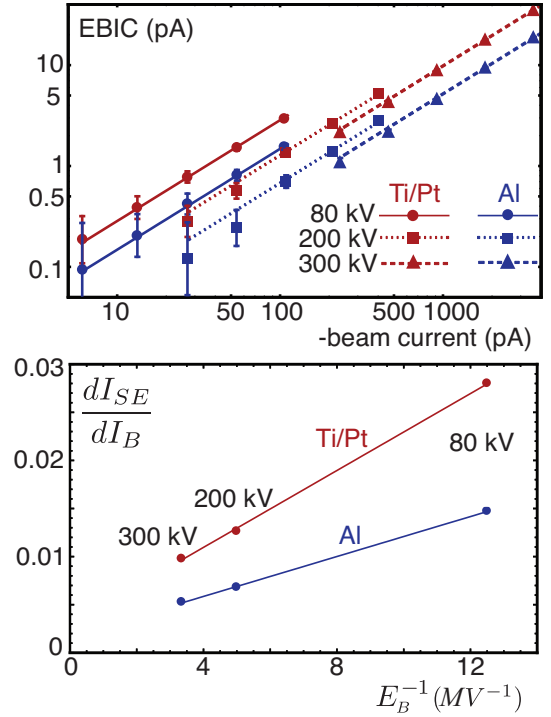 EBIC (pA)
10
5
1
0.5
0.1
Ti/Pt Al
80 kV
200 kV
300 kV
10 50 100 500 1000
-beam current (pA)
0.03
dI_{SE}
dI_B
0.02
0.01
0
Ti/Pt
80 kV
200 kV
300 kV
Al
0 4 8 12
E_B^{-1} (MV^{-1})